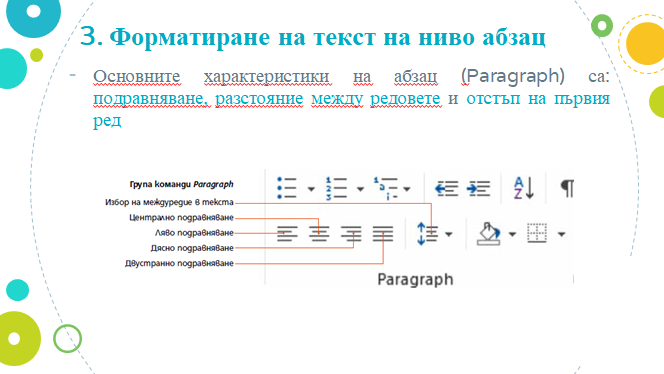 3. Форматиране на текст на ниво абзац
- Основните характеристики на абзац (Paragraph) са:
подравняване, разстояние между редовете и отстъп на първия
ред
Група команди Paragraph
Избор на междуредие в текста
Централно подравняване
Ляво подравняване
Дясно подравняване
Двустранно подравняване
Paragraph